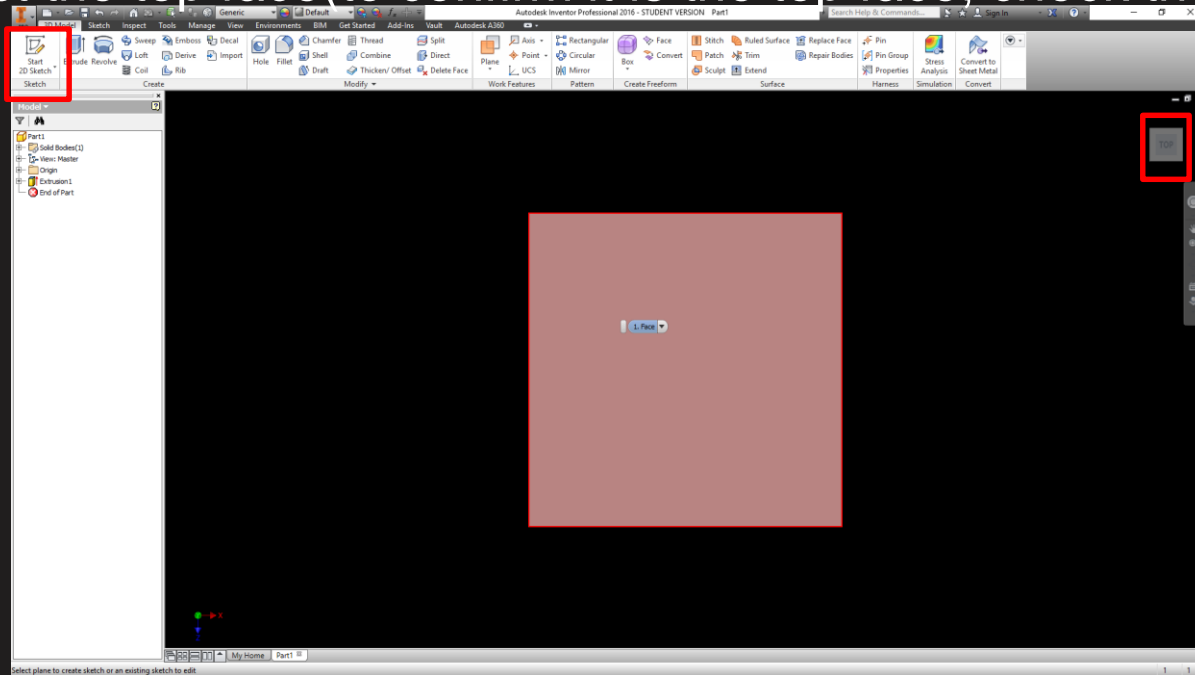 Autodesk Inventor Professional 2016 - STUDENT VERSION Part1
Search Help & Commands... Sign In
Generic Default
3D Model Sketch Inspect Tools Manage View Environments BIM Get Started Add-Ins Vault Autodesk A360
Start 2D Sketch
Extrude Revolve
Sweep Emboss Decal
Loft Derive Import
Coil Rib
Hole Fillet
Chamfer Thread Split
Shell Combine Direct
Draft Thicken/ Offset Delete Face
Plane
Axis
Point
UCS
Rectangular
Circular
Mirror
Box
Face
Convert
Stitch Ruled Surface Replace Face
Patch Trim Repair Bodies
Sculpt Extend
Pin
Pin Group
Properties
Stress Analysis
Convert to Sheet Metal
Sketch Create Modify Work Features Pattern Create Freeform Surface Harness Simulation Convert
Model
Part1
Solid Bodies(1)
View: Master
Origin
Extrusion1
End of Part
TOP
1. Face
X
Z
My Home Part1
Select plane to create sketch or an existing sketch to edit
1 1